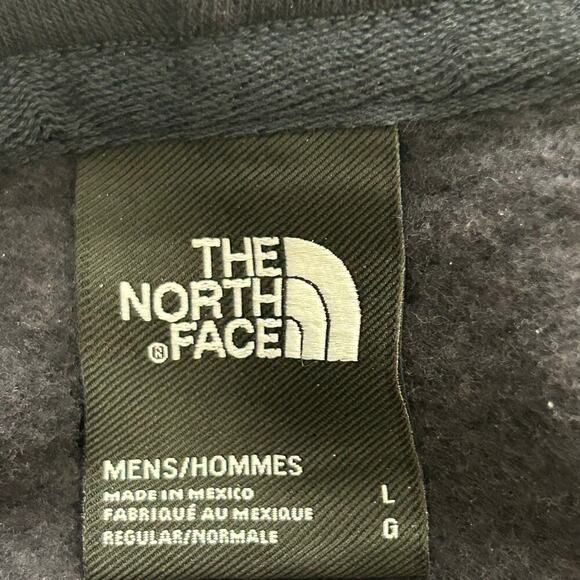 THE
NORTH
®FACE
MENS/HOMMES
MADE IN MEXICO L
FABRIQUÉ AU MEXIQUE G
REGULAR/NORMALE